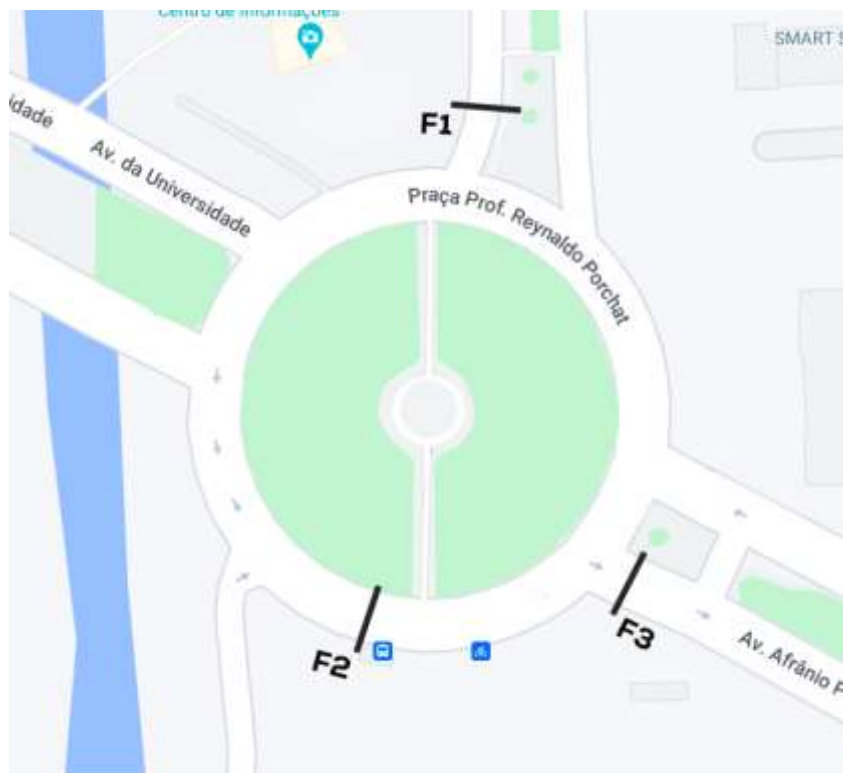 Centro de Informações
SMART S
idade
F1
Av. da Universidade
Praça Prof. Reynaldo Porchat
F2
F3
Av. Afrânio P